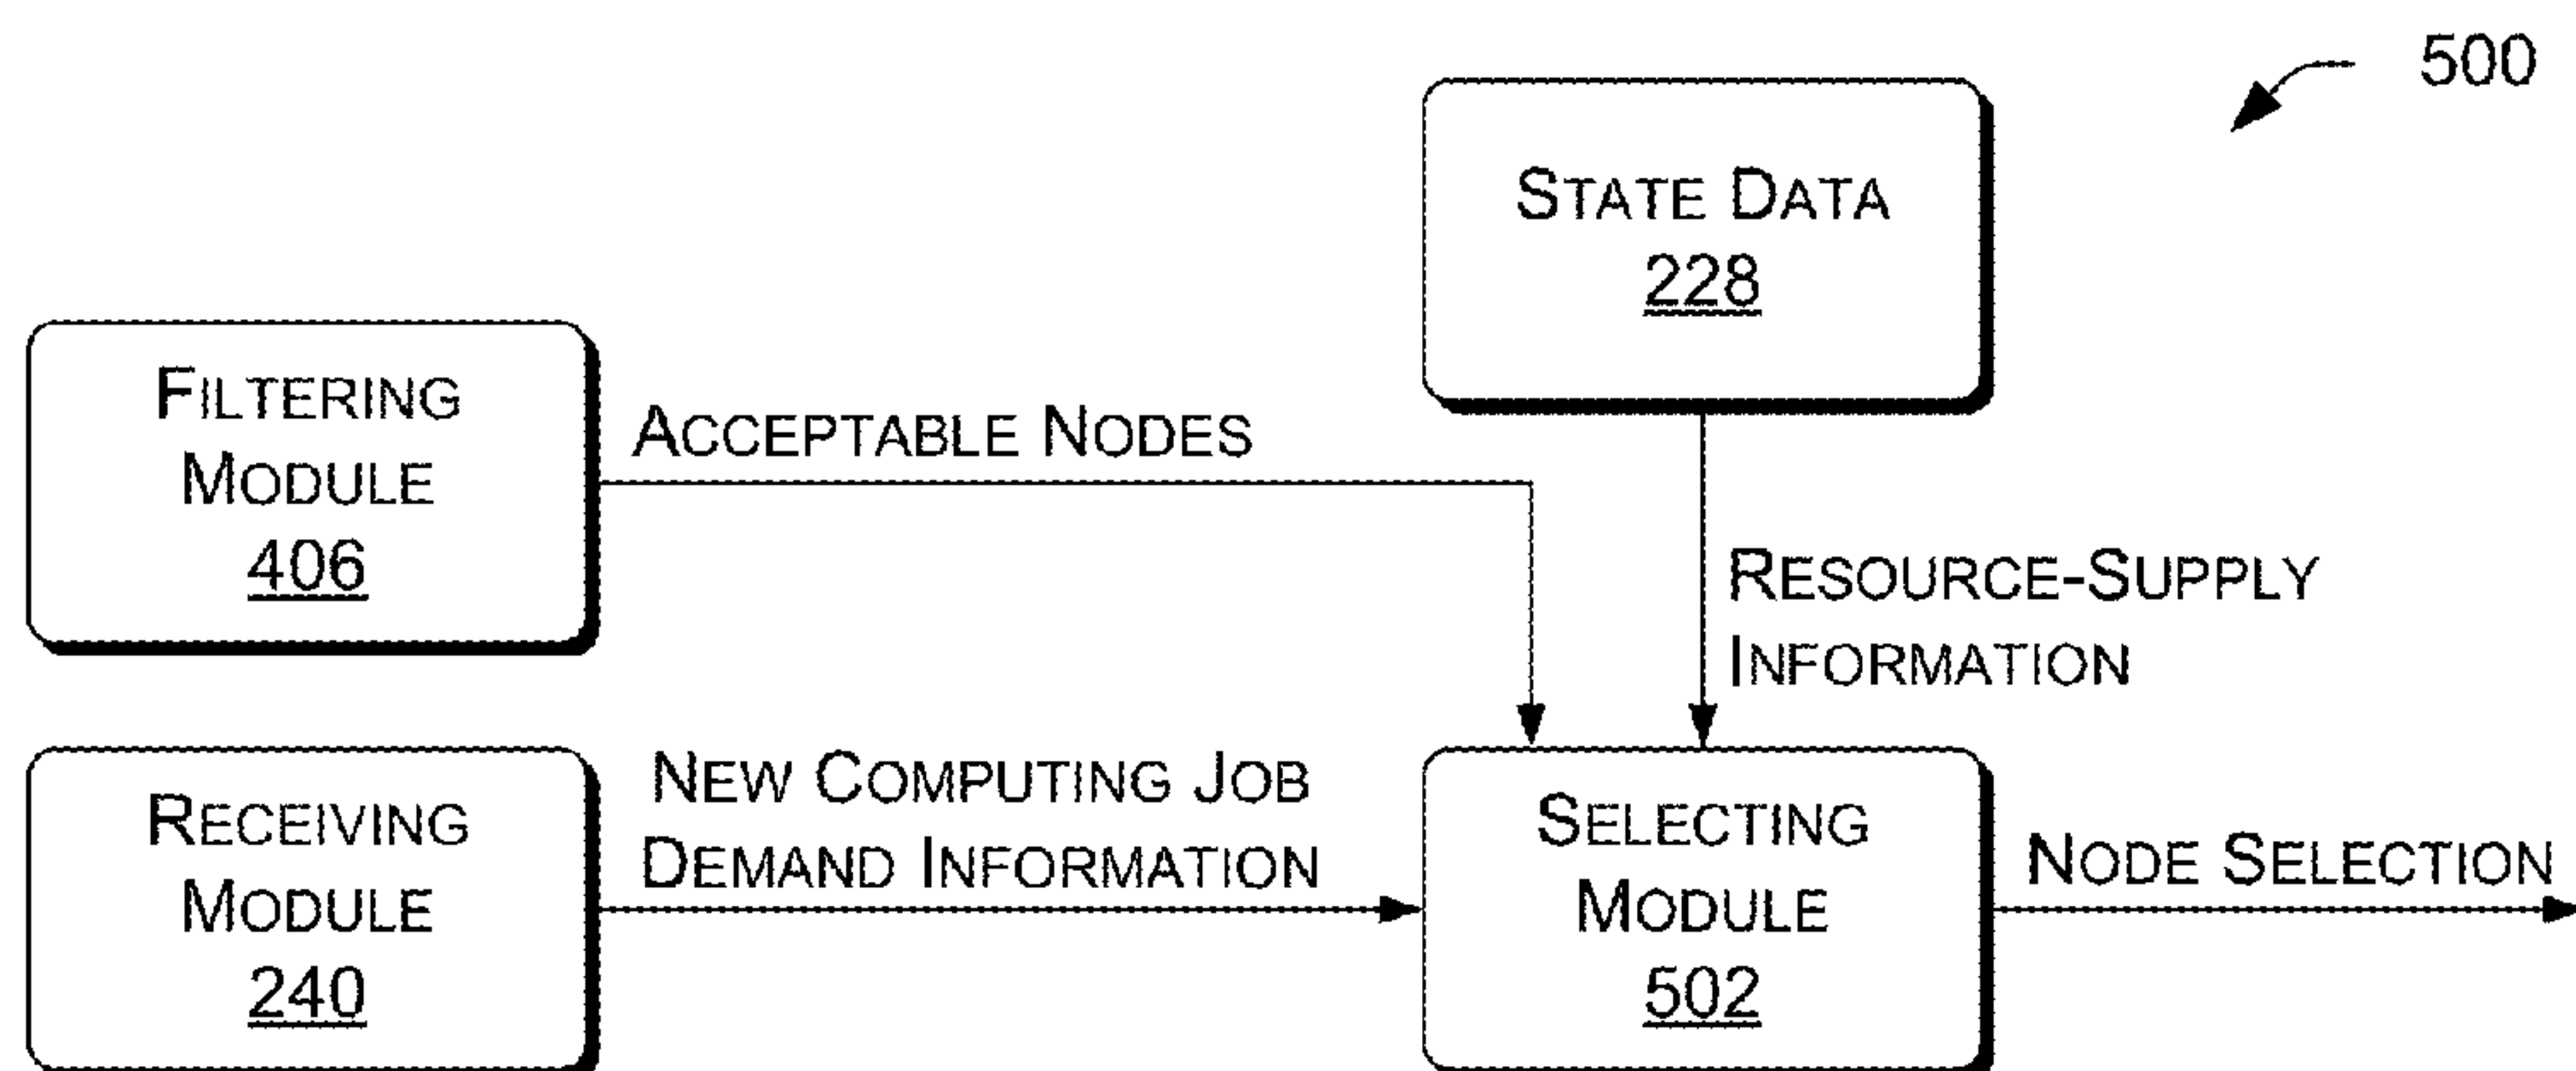 500
STATE DATA
228
FILTERING
MODULE
406
ACCEPTABLE NODES
RESOURCE-SUPPLY
INFORMATION
RECEIVING
MODULE
240
NEW COMPUTING JOB
DEMAND INFORMATION
SELECTING
MODULE
502
NODE SELECTION